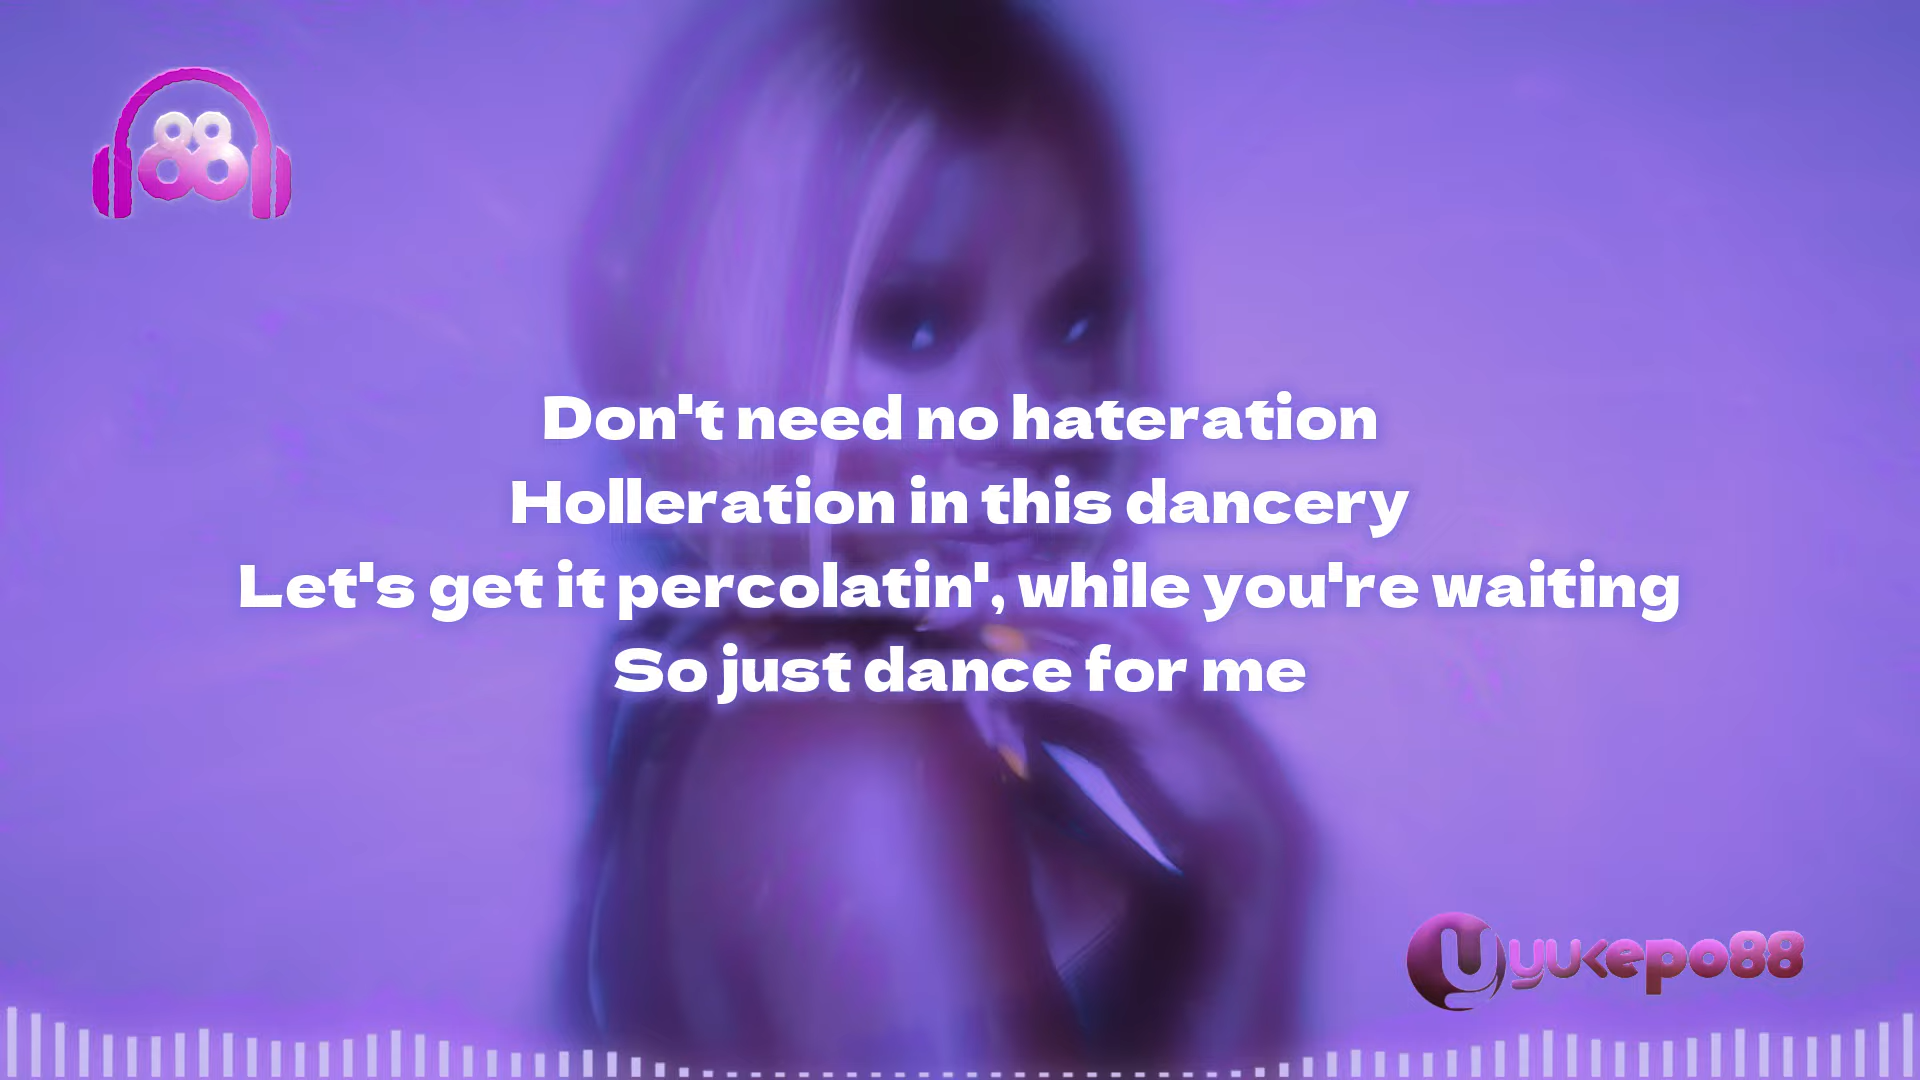 88
Don't need no hateration
Holleration in this dancery
Let's get it percolatin', while you're waiting
So just dance for me
yukepo88